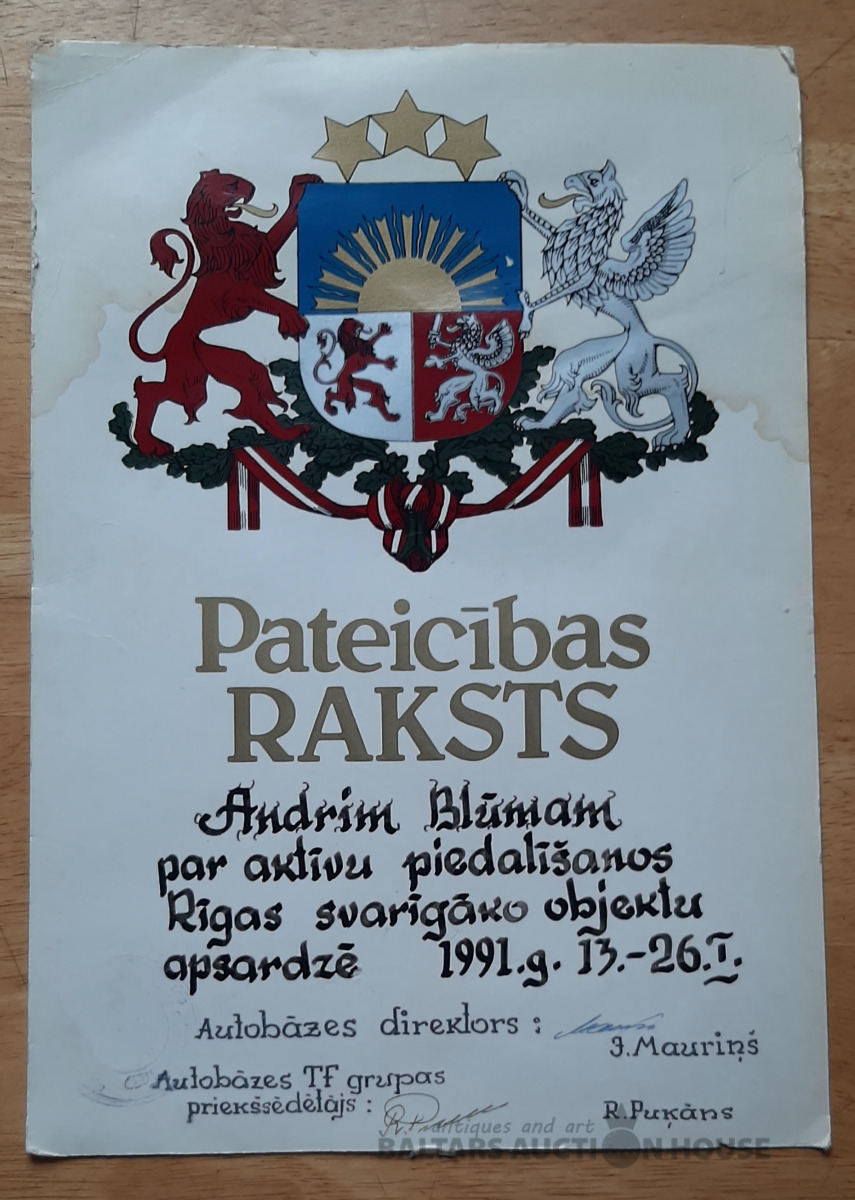 Pateicības
RAKSTS
Andrim Blūmam
par aktīvu piedalīšanos
Rīgas svarīgāko objektu
apsardzē 1991.g. 13.-26.I.
Autobāzes direktors :
J.Mauriņš
Autobāzes TF grupas
priekšsēdētājs :
R.Puķāns
antiques and art
BALTARS AUCTION HOUSE